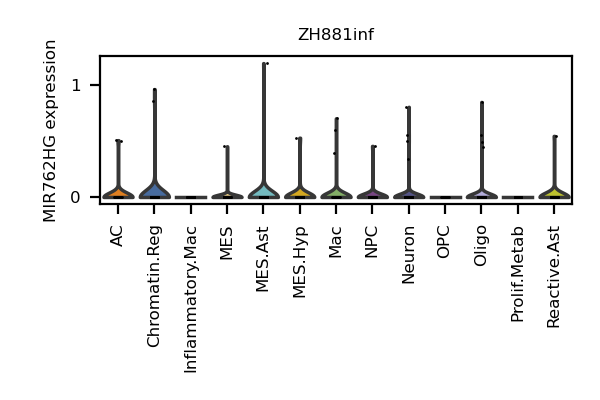 ZH881inf
MIR762HG expression
1
0
AC
Chromatin.Reg
Inflammatory.Mac
MES
MES.Ast
MES.Hyp
Mac
NPC
Neuron
OPC
Oligo
Prolif.Metab
Reactive.Ast